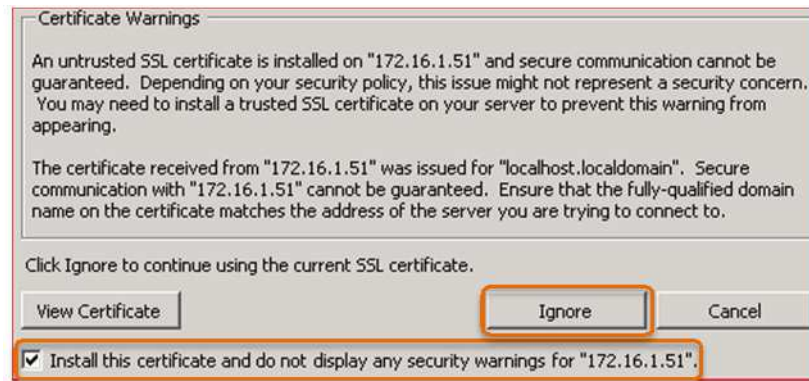 Certificate Warnings
An untrusted SSL certificate is installed on "172.16.1.51" and secure communication cannot be
guaranteed.  Depending on your security policy, this issue might not represent a security concern.
You may need to install a trusted SSL certificate on your server to prevent this warning from
appearing.
The certificate received from "172.16.1.51" was issued for "localhost.localdomain".  Secure
communication with "172.16.1.51" cannot be guaranteed.  Ensure that the fully-qualified domain
name on the certificate matches the address of the server you are trying to connect to.
Click Ignore to continue using the current SSL certificate.
View Certificate
Ignore
Cancel
Install this certificate and do not display any security warnings for "172.16.1.51".